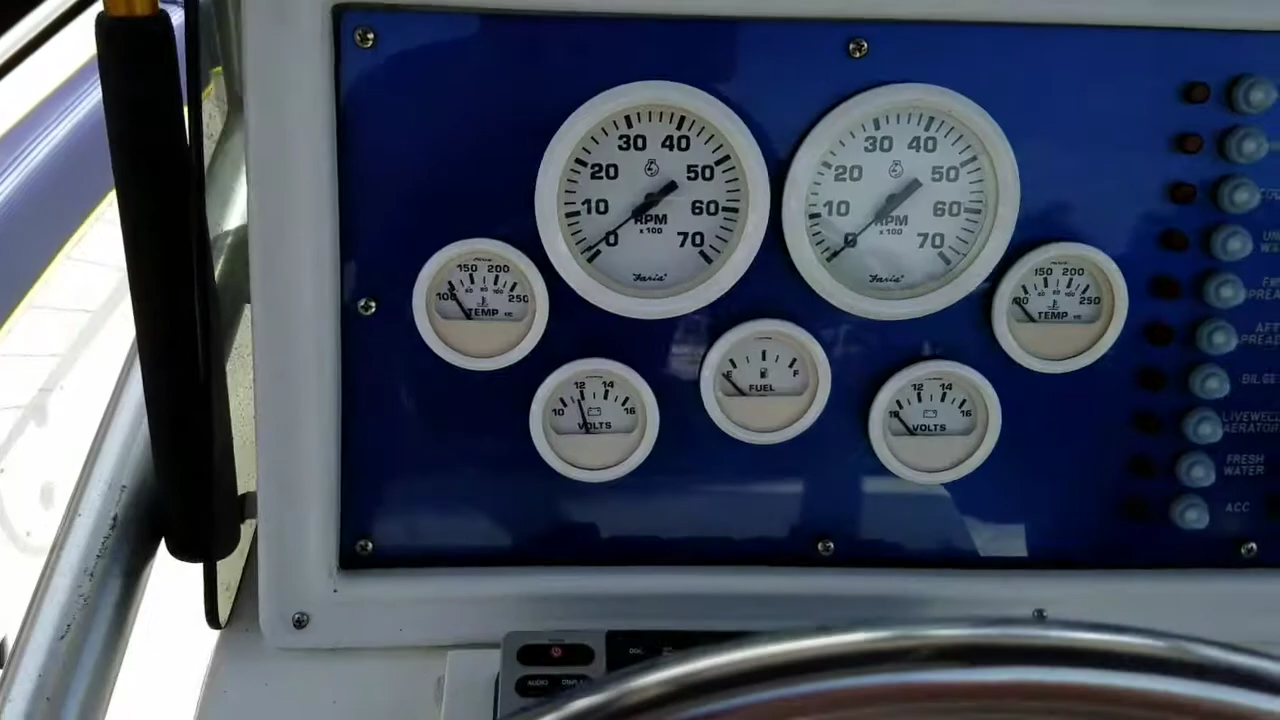 30 40
20 50
10 60
0 70
RPM
x 100
Faria
30 40
20 50
10 60
0 70
RPM
x 100
Faria
150 200
100 250
TEMP
150 200
250
TEMP
E F
FUEL
12 14
10 16
VOLTS
12 14
16
VOLTS
BILGE
LIVEWELL
AERATOR
FRESH
WATER
ACC
AUDIO